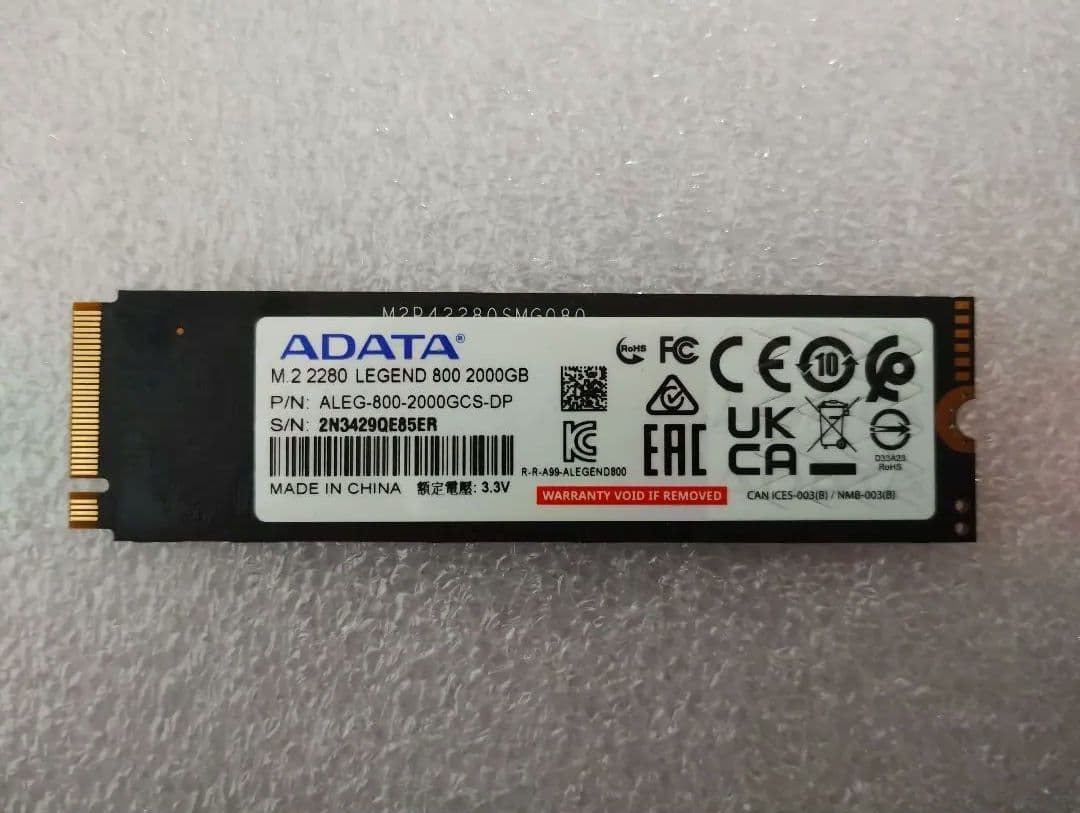 M2P42280SMG080
ADATA®
M.2 2280 LEGEND 800 2000GB
P/N: ALEG-800-2000GCS-DP
S/N: 2N3429QE85ER
MADE IN CHINA 額定電壓: 3.3V
RoHS
FC
CE
10
EAC
UK
CA
R-R-A99-ALEGEND800
WARRANTY VOID IF REMOVED
D33A23
RoHS
CAN ICES-003(B) / NMB-003(B)